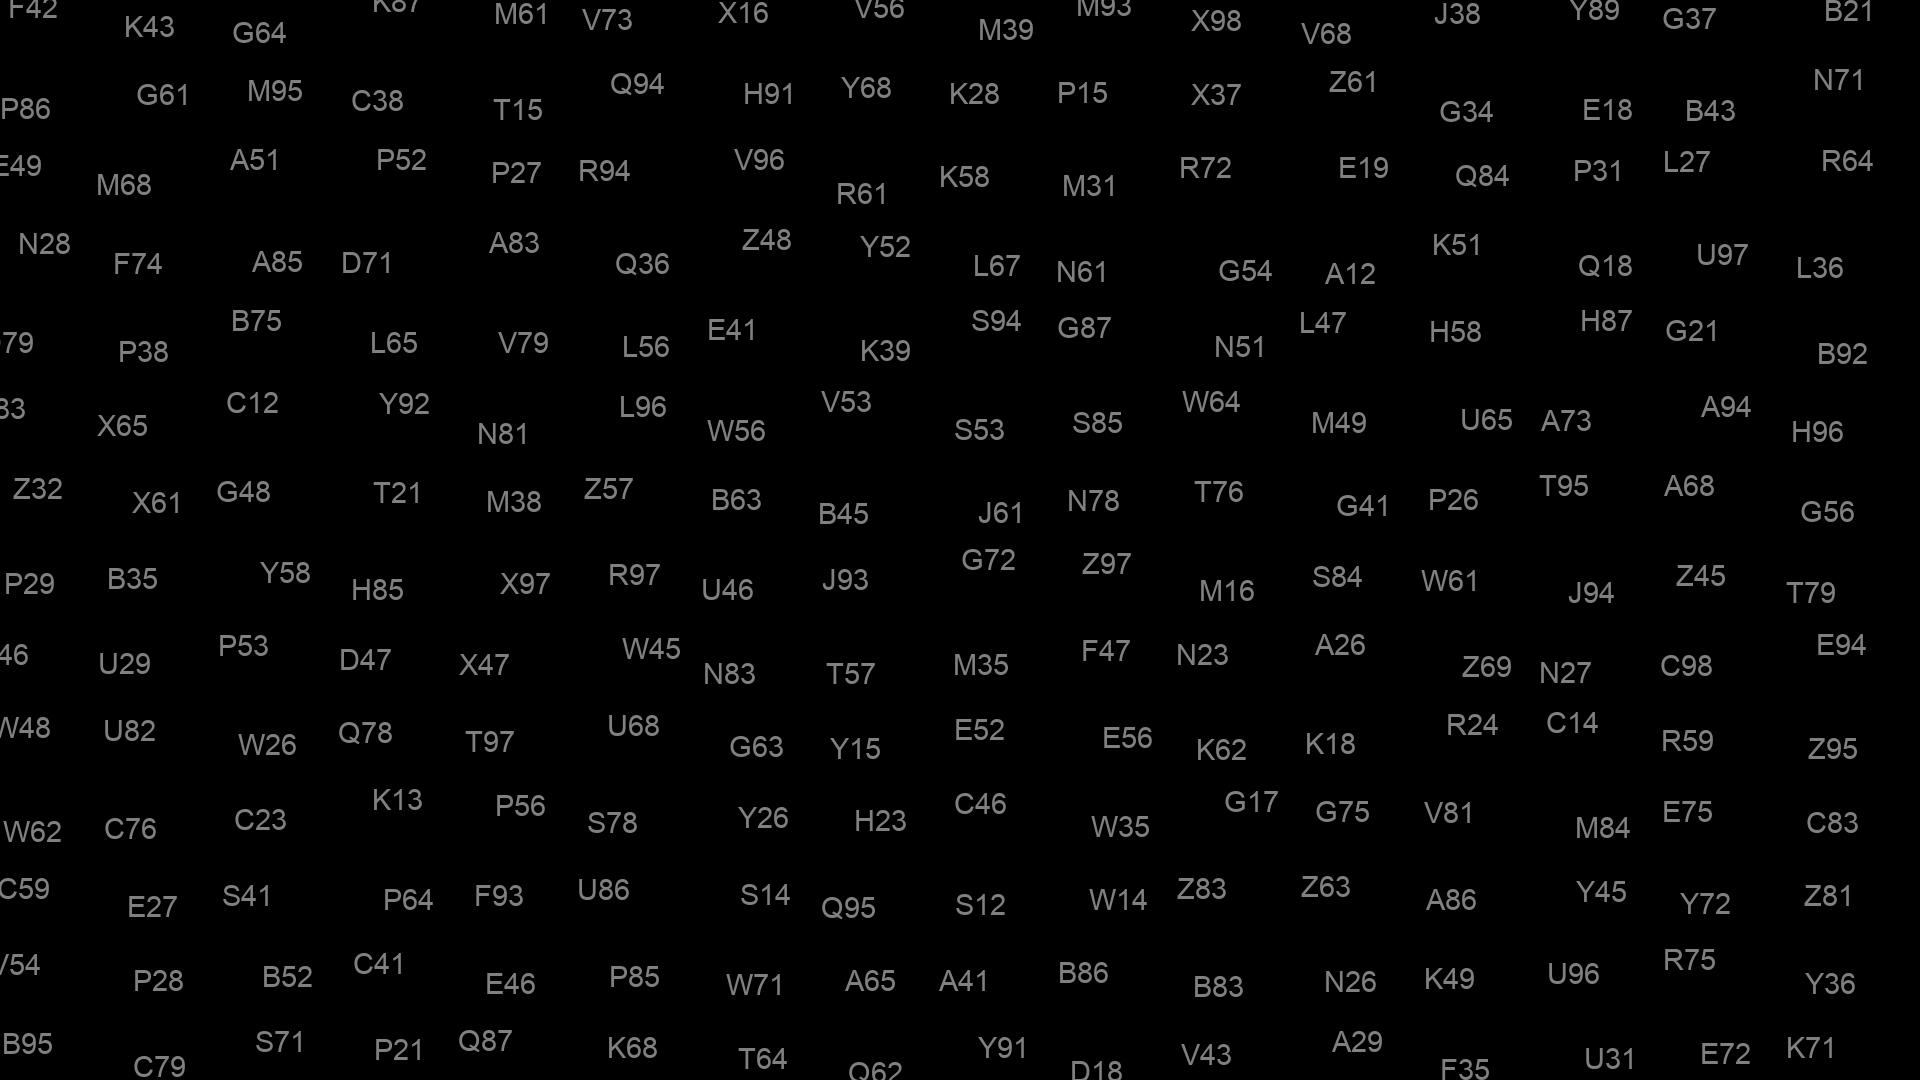 F42 K43 G64 K87 M61 V73 X16 V56 M39 M93 X98 V68 J38 Y89 G37 B21
P86 G61 M95 C38 T15 Q94 H91 Y68 K28 P15 X37 Z61 G34 E18 B43 N71
E49 M68 A51 P52 P27 R94 V96 R61 K58 M31 R72 E19 Q84 P31 L27 R64
N28 F74 A85 D71 A83 Q36 Z48 Y52 L67 N61 G54 A12 K51 Q18 U97 L36
79 P38 B75 L65 V79 L56 E41 K39 S94 G87 N51 L47 H58 H87 G21 B92
83 X65 C12 Y92 N81 L96 W56 V53 S53 S85 W64 M49 U65 A73 A94 H96
Z32 X61 G48 T21 M38 Z57 B63 B45 J61 N78 T76 G41 P26 T95 A68 G56
P29 B35 Y58 H85 X97 R97 U46 J93 G72 Z97 M16 S84 W61 J94 Z45 T79
46 U29 P53 D47 X47 W45 N83 T57 M35 F47 N23 A26 Z69 N27 C98 E94
W48 U82 W26 Q78 T97 U68 G63 Y15 E52 E56 K62 K18 R24 C14 R59 Z95
W62 C76 C23 K13 P56 S78 Y26 H23 C46 W35 G17 G75 V81 M84 E75 C83
C59 E27 S41 P64 F93 U86 S14 Q95 S12 W14 Z83 Z63 A86 Y45 Y72 Z81
V54 P28 B52 C41 E46 P85 W71 A65 A41 B86 B83 N26 K49 U96 R75 Y36
B95 C79 S71 P21 Q87 K68 T64 Q62 Y91 D18 V43 A29 F35 U31 E72 K71